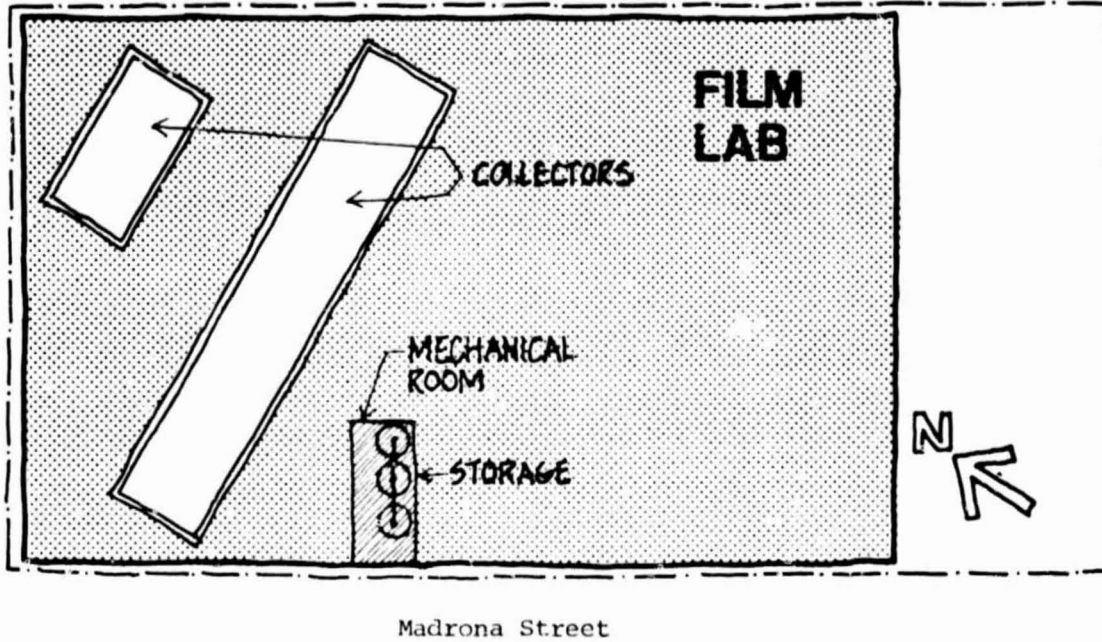 FILM
LAB
COLLECTORS
MECHANICAL
ROOM
STORAGE
N
Madrona Street